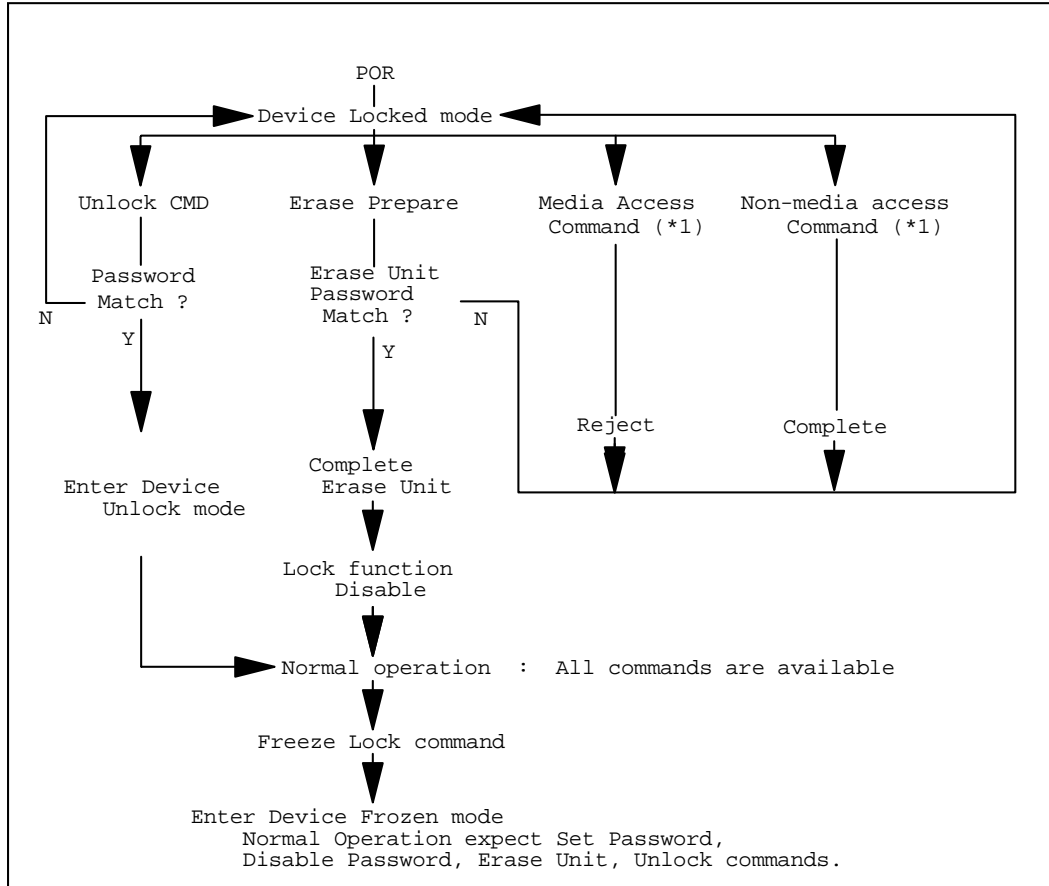 POR
Device Locked mode
Unlock CMD
Erase Prepare
Media Access
Command (*1)
Non-media access
Command (*1)
Password
Match ?
N
Y
Erase Unit
Password
Match ?
N
Y
Reject
Complete
Complete
Erase Unit
Enter Device
Unlock mode
Lock function
Disable
Normal operation : All commands are available
Freeze Lock command
Enter Device Frozen mode
Normal Operation expect Set Password,
Disable Password, Erase Unit, Unlock commands.